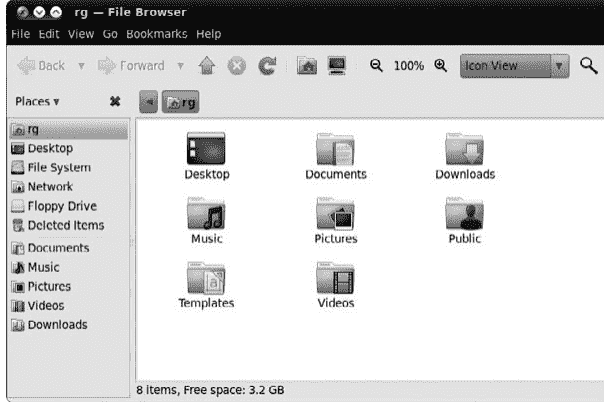 rg — File Browser
File Edit View Go Bookmarks Help
Back Forward 100% Icon View
Places rg
rg
Desktop
File System
Network
Floppy Drive
Deleted Items
Documents
Music
Pictures
Videos
Downloads
Desktop Documents Downloads
Music Pictures Public
Templates Videos
8 items, Free space: 3.2 GB